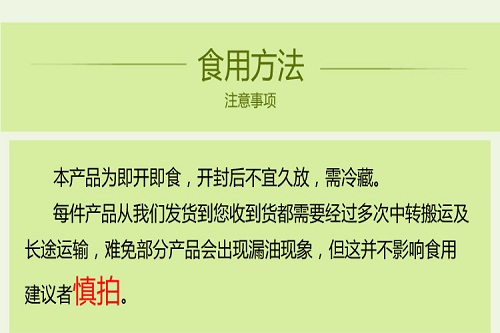 食用方法
注意事项
本产品为即开即食，开封后不宜久放，需冷藏。
每件产品从我们发货到您收到货都需要经过多次中转搬运及
长途运输，难免部分产品会出现漏油现象，但这并不影响食用
建议者慎拍。